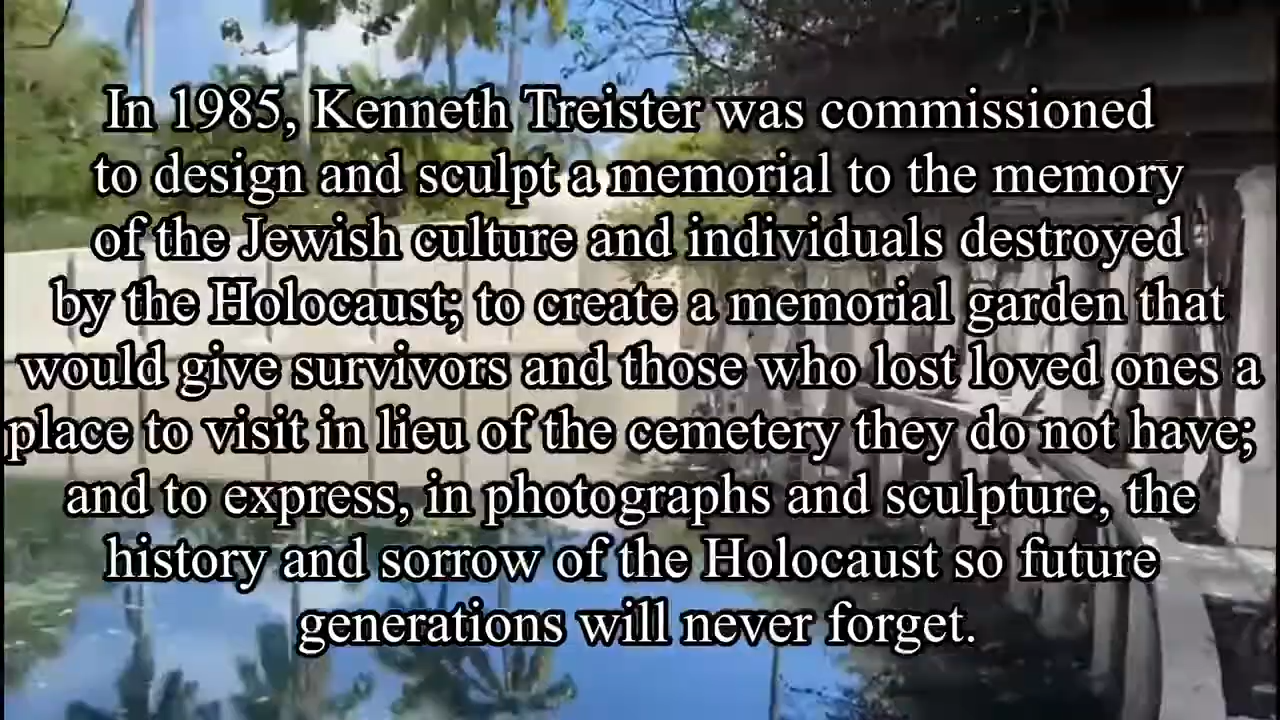 In 1985, Kenneth Treister was commissioned
to design and sculpt a memorial to the memory
of the Jewish culture and individuals destroyed
by the Holocaust; to create a memorial garden that
would give survivors and those who lost loved ones a
place to visit in lieu of the cemetery they do not have;
and to express, in photographs and sculpture, the
history and sorrow of the Holocaust so future
generations will never forget.